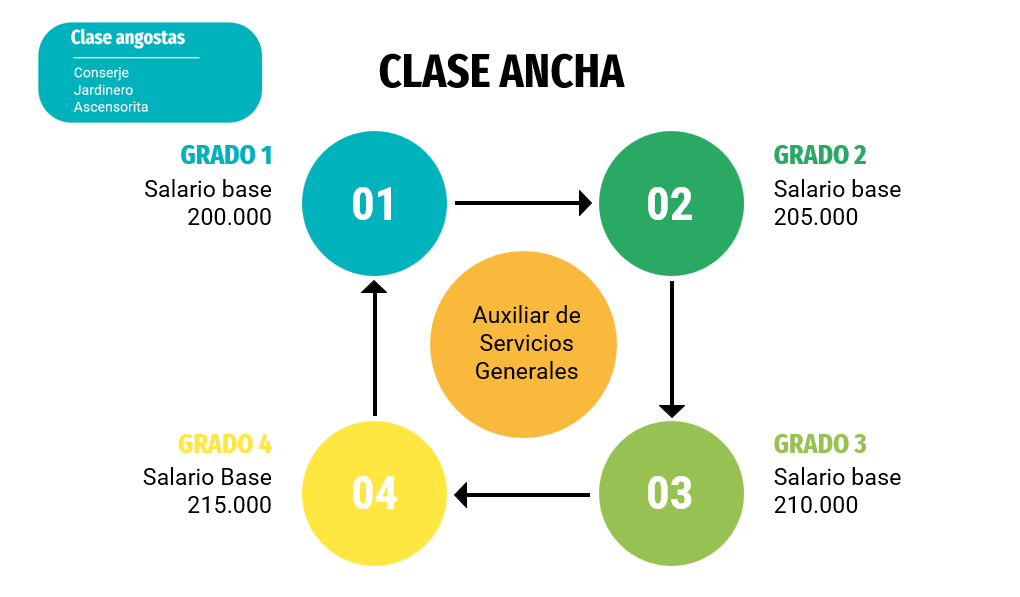 Clase angostas
Conserje
Jardinero
Ascensorita
CLASE ANCHA
GRADO 1
Salario base
200.000
01
02
GRADO 2
Salario base
205.000
Auxiliar de
Servicios
Generales
GRADO 4
Salario Base
215.000
04
03
GRADO 3
Salario base
210.000